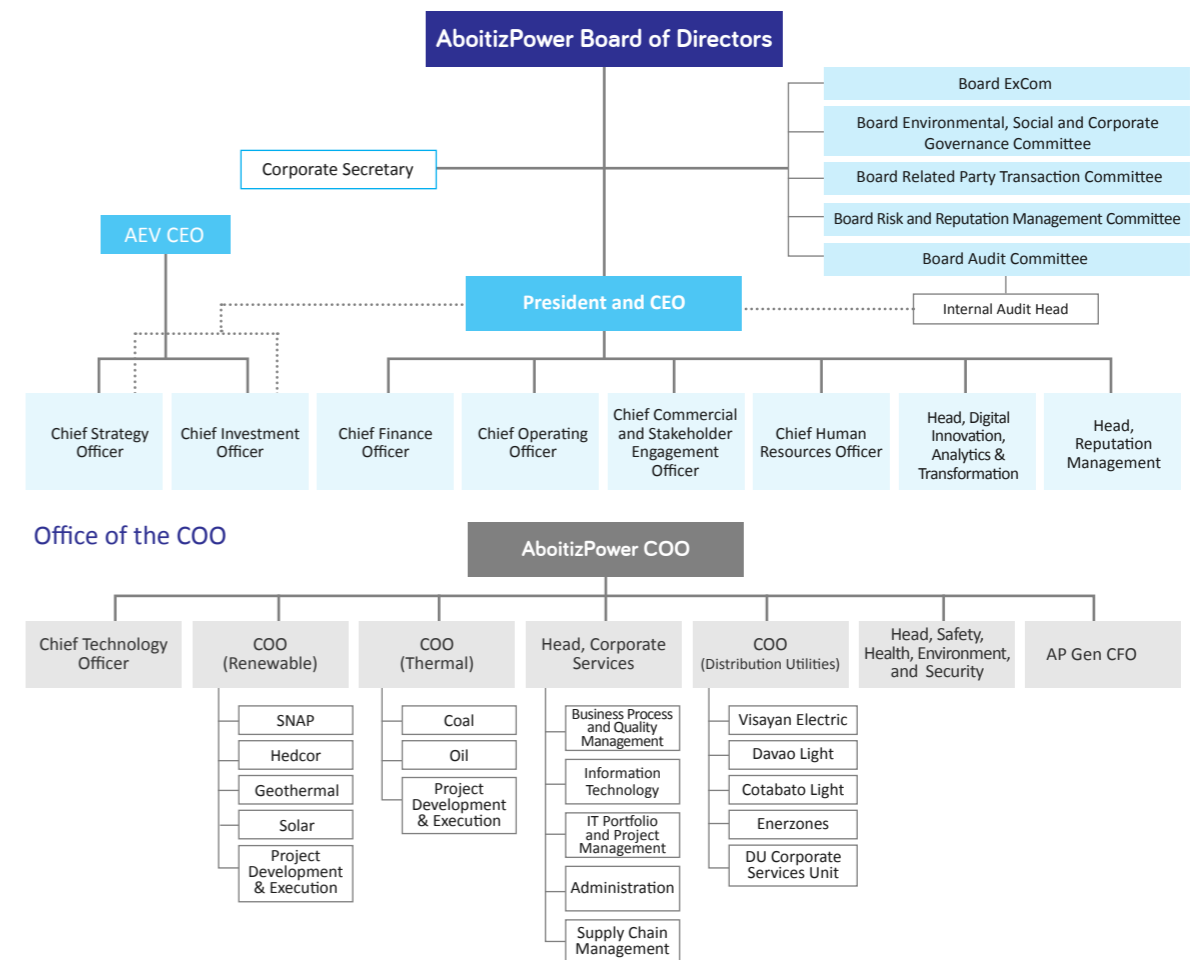 AboitizPower Board of Directors
Board ExCom
Board Environmental, Social and Corporate
Governance Committee
Corporate Secretary
Board Related Party Transaction Committee
Board Risk and Reputation Management Committee
AEV CEO
Board Audit Committee
President and CEO
Internal Audit Head
Chief Strategy
Officer
Chief Investment
Officer
Chief Finance
Officer
Chief Operating
Officer
Chief Commercial
and Stakeholder
Engagement
Officer
Chief Human
Resources Officer
Head, Digital
Innovation,
Analytics &
Transformation
Head,
Reputation
Management
Office of the COO
AboitizPower COO
Chief Technology
Officer
COO
(Renewable)
COO
(Thermal)
Head, Corporate
Services
COO
(Distribution Utilities)
Head, Safety,
Health, Environment,
and Security
AP Gen CFO
SNAP
Hedcor
Geothermal
Solar
Project
Development
& Execution
Coal
Oil
Project
Development
& Execution
Business Process
and Quality
Management
Information
Technology
IT Portfolio
and Project
Management
Administration
Supply Chain
Management
Visayan Electric
Davao Light
Cotabato Light
Enerzones
DU Corporate
Services Unit